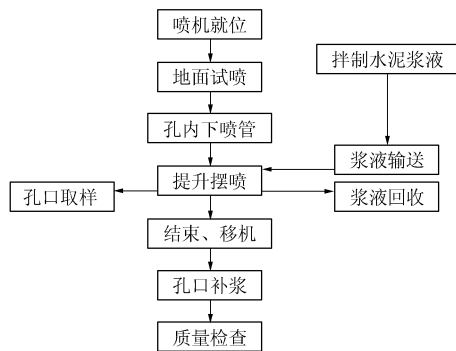 喷机就位
地面试喷
拌制水泥浆液
孔内下喷管
浆液输送
提升摆喷
孔口取样
浆液回收
结束、移机
孔口补浆
质量检查